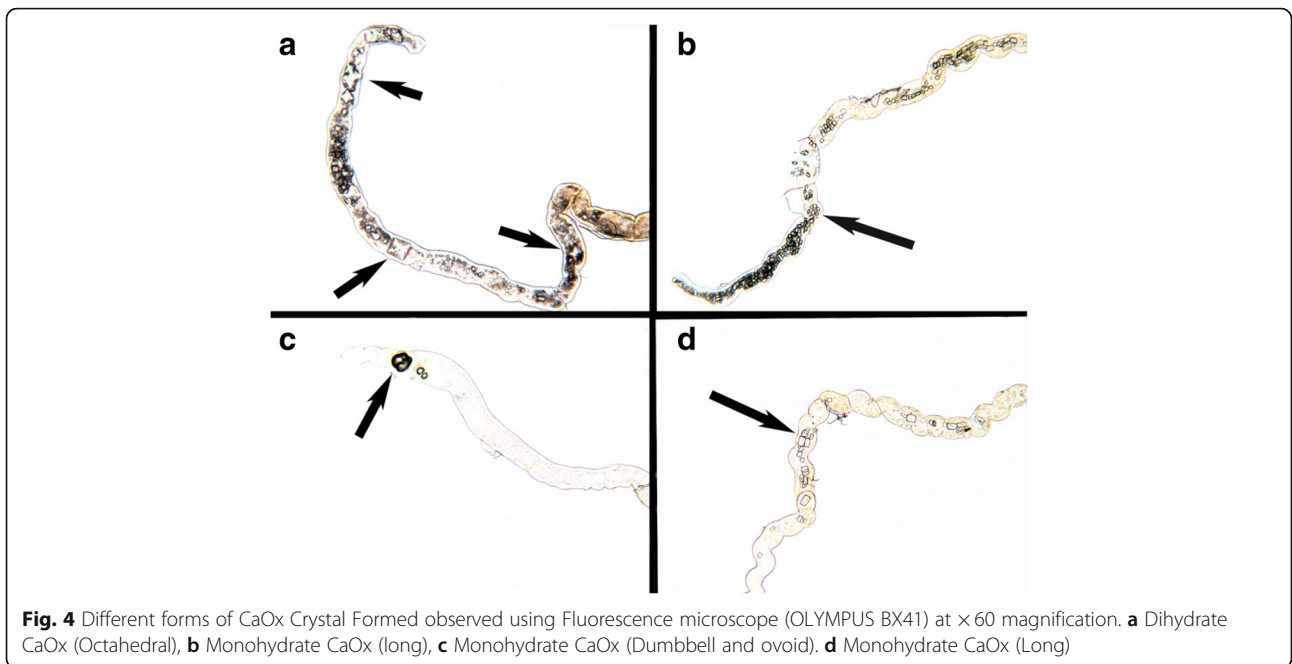 a
b
c
d
Fig. 4 Different forms of CaOx Crystal Formed observed using Fluorescence microscope (OLYMPUS BX41) at × 60 magnification. a Dihydrate
CaOx (Octahedral), b Monohydrate CaOx (long), c Monohydrate CaOx (Dumbbell and ovoid). d Monohydrate CaOx (Long)